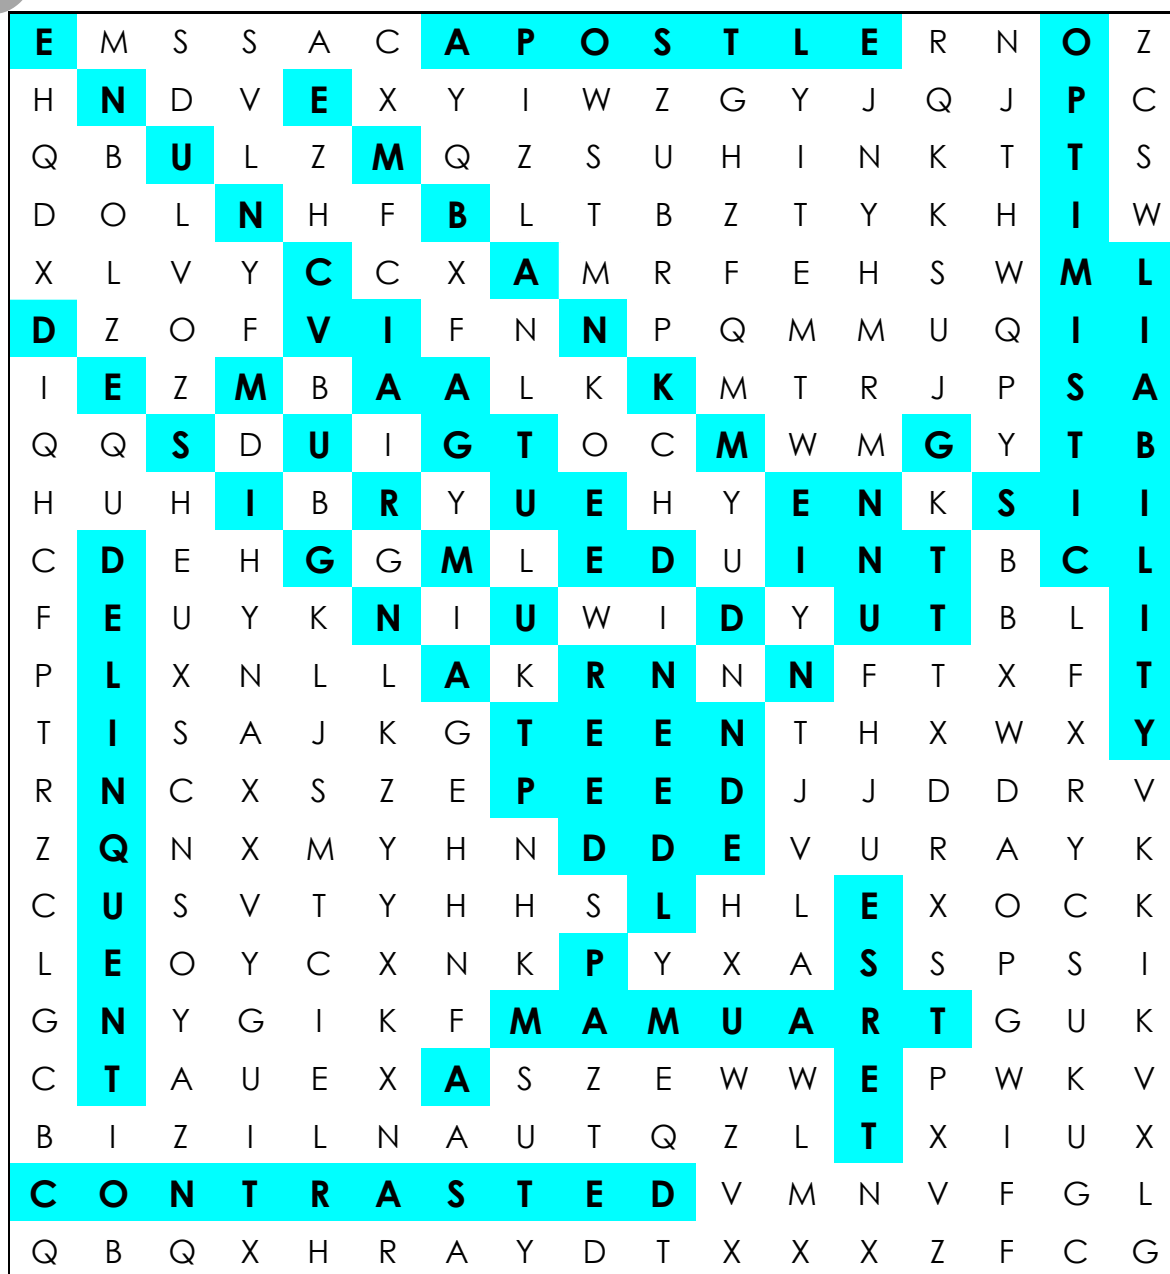 E M S S A C A P O S T L E R N O Z
H N D V E X Y I W Z G Y J Q J P C
Q B U L Z M Q Z S U H I N K T T S
D O L N H F B L T B Z T Y K H I W
X L V Y C C X A M R F E H S W M L
D Z O F V I F N N P Q M M U Q I I
I E Z M B A A L K K M T R J P S A
Q Q S D U I G T O C M W M G Y T B
H U H I B R Y U E H Y E N K S I I
C D E H G G M L E D U I N T B C L
F E U Y K N I U W I D Y U T B L I
P L X N L L A K R N N N F T X F T
T I S A J K G T E E N T H X W X Y
R N C X S Z E P E E D J J D D R V
Z Q N X M Y H N D D E V U R A Y K
C U S V T Y H H S L H L E X O C K
L E O Y C X N K P Y X A S S P S I
G N Y G I K F M A M U A R T G U K
C T A U E X A S Z E W W E P W K V
B I Z I L N A U T Q Z L T X I U X
C O N T R A S T E D V M N V F G L
Q B Q X H R A Y D T X X X Z F C G